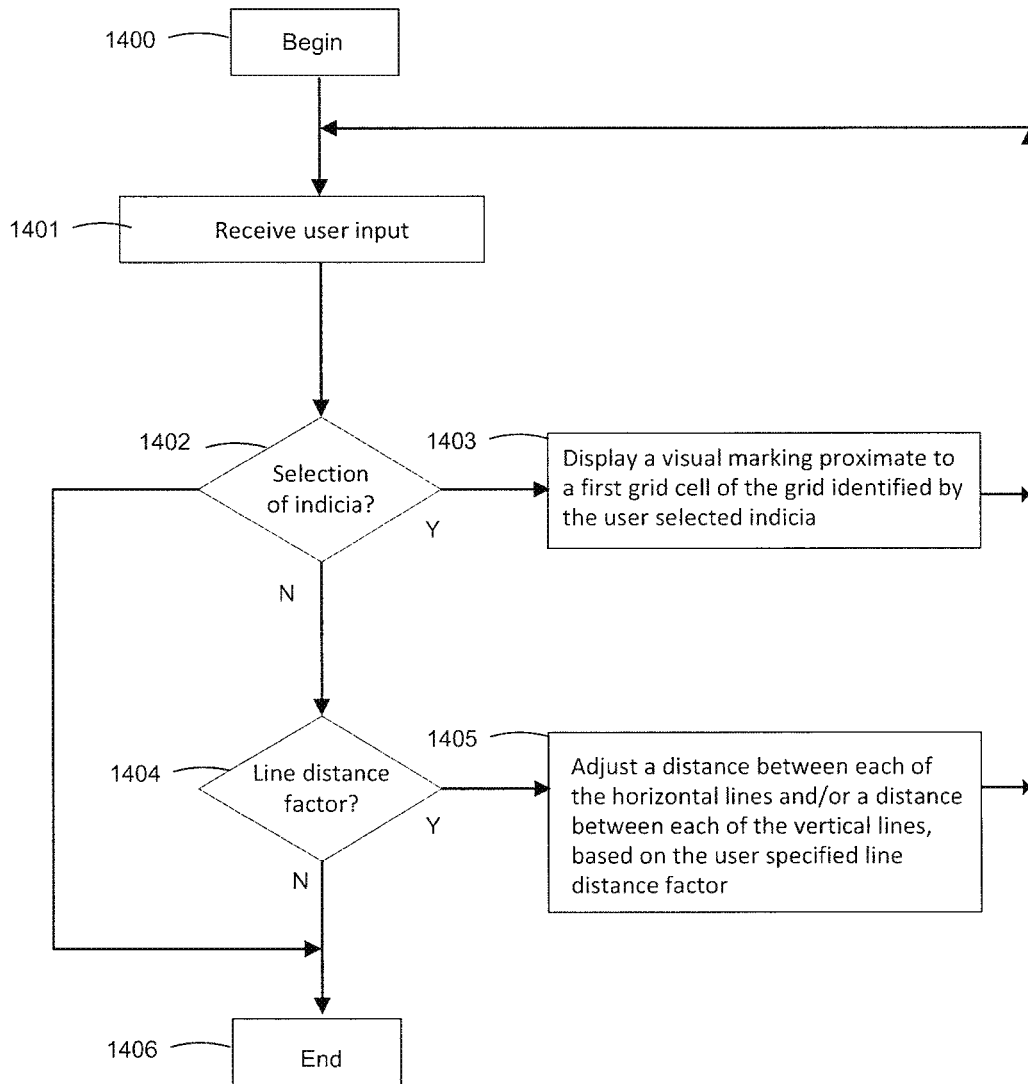 1400
Begin
1401
Receive user input
1402
Selection
of indicia?
Y
N
1403
Display a visual marking proximate to
a first grid cell of the grid identified by
the user selected indicia
1404
Line distance
factor?
Y
N
1405
Adjust a distance between each of
the horizontal lines and/or a distance
between each of the vertical lines,
based on the user specified line
distance factor
1406
End